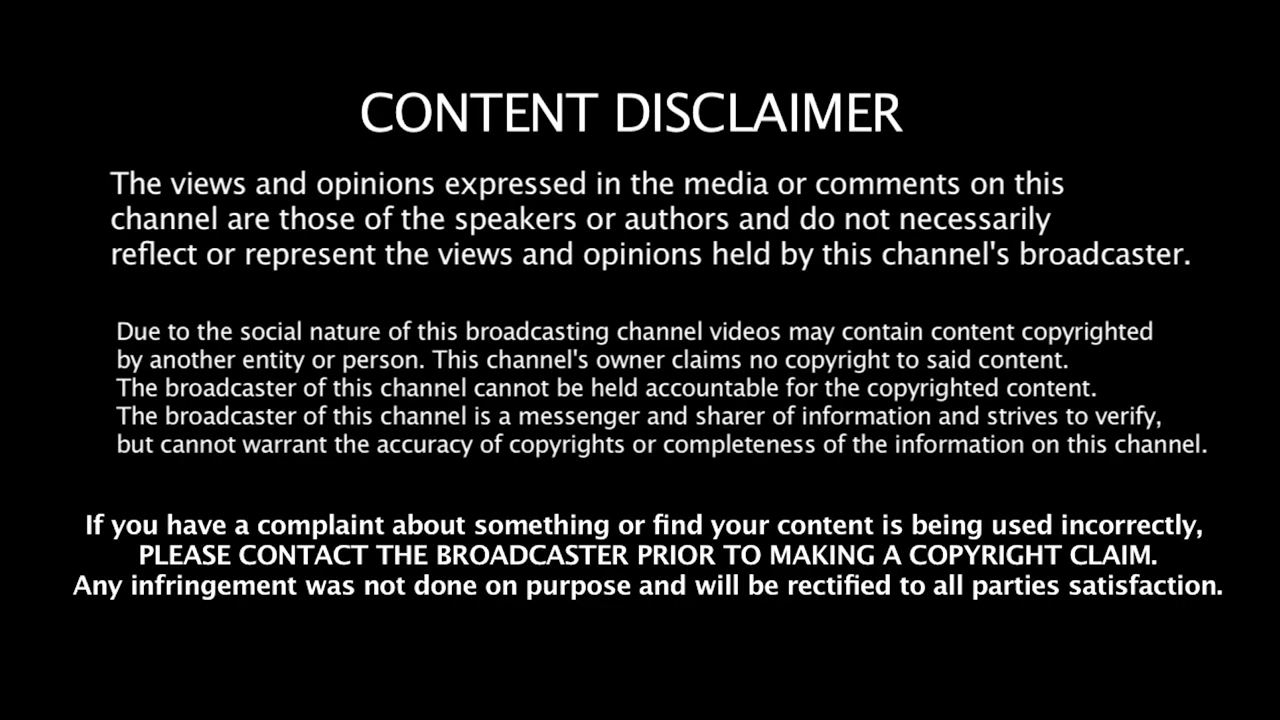 CONTENT DISCLAIMER
The views and opinions expressed in the media or comments on this
channel are those of the speakers or authors and do not necessarily
reflect or represent the views and opinions held by this channel's broadcaster.
Due to the social nature of this broadcasting channel videos may contain content copyrighted
by another entity or person. This channel's owner claims no copyright to said content.
The broadcaster of this channel cannot be held accountable for the copyrighted content.
The broadcaster of this channel is a messenger and sharer of information and strives to verify,
but cannot warrant the accuracy of copyrights or completeness of the information on this channel.
If you have a complaint about something or find your content is being used incorrectly,
PLEASE CONTACT THE BROADCASTER PRIOR TO MAKING A COPYRIGHT CLAIM.
Any infringement was not done on purpose and will be rectified to all parties satisfaction.